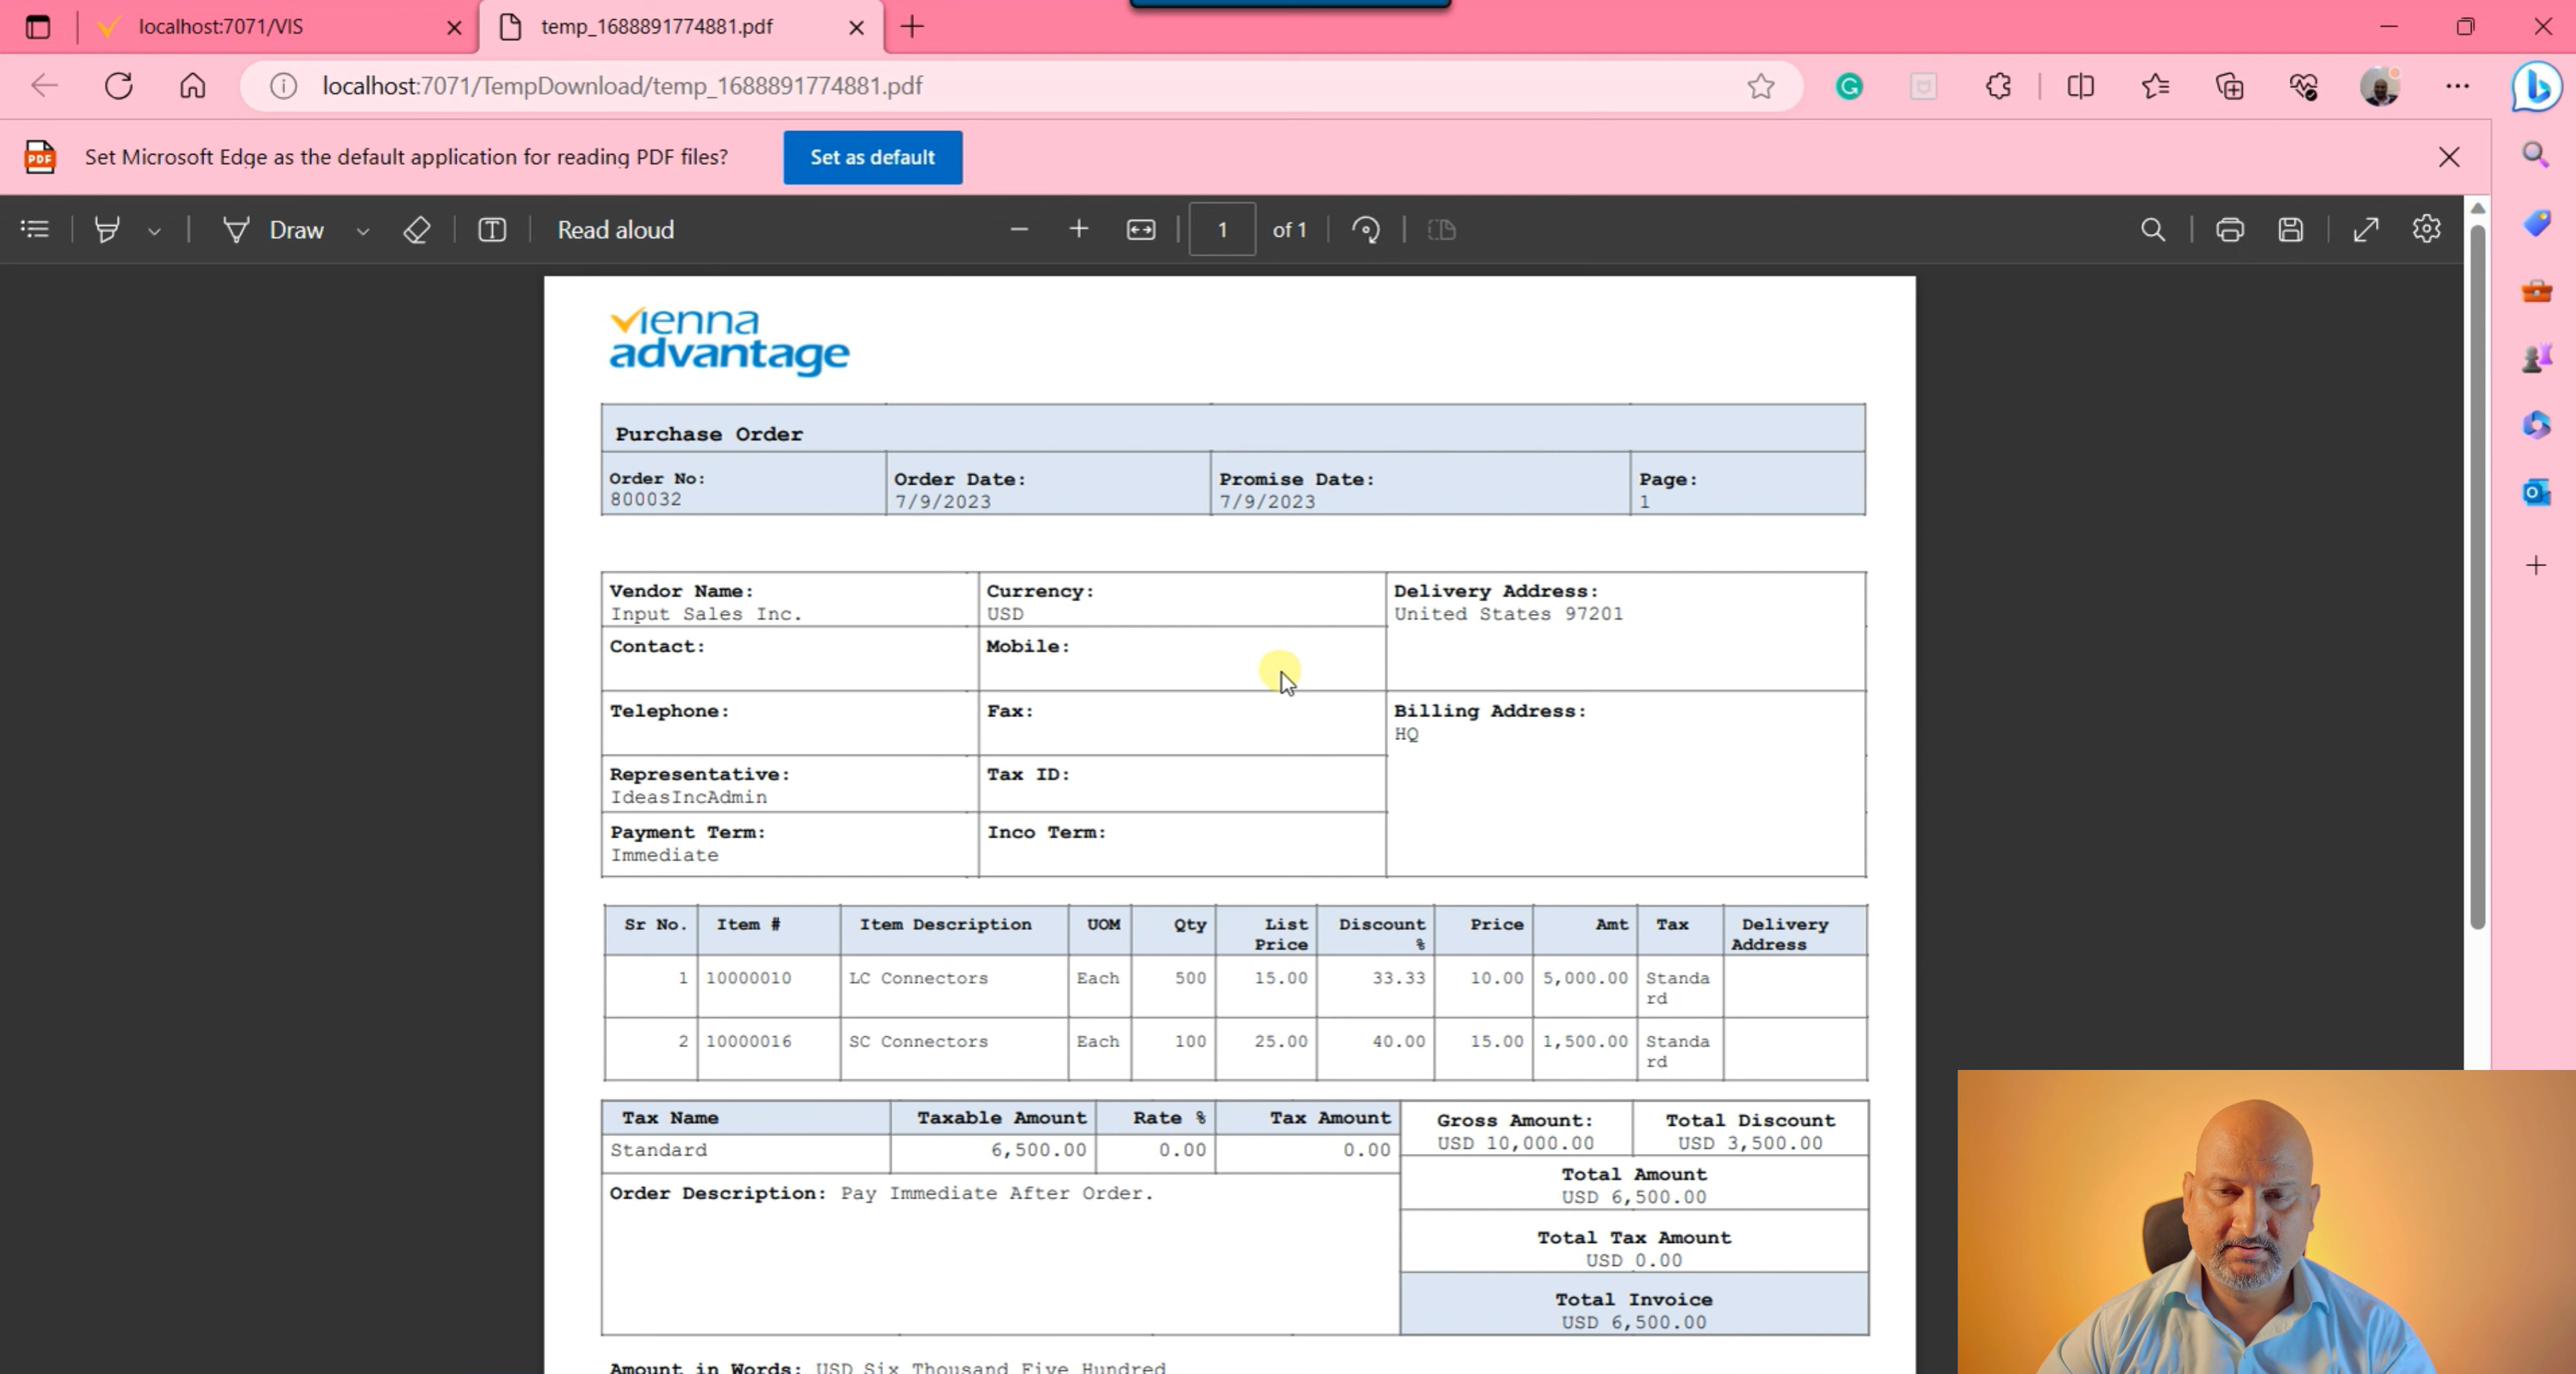 localhost:7071/VIS
temp_1688891774881.pdf
localhost:7071/TempDownload/temp_1688891774881.pdf
PDF
Set Microsoft Edge as the default application for reading PDF files?
Set as default
Draw
Read aloud
1 of 1
vienna
advantage
Purchase Order
Order No: Order Date: Promise Date: Page:
800032 7/9/2023 7/9/2023 1
Vendor Name: Currency: Delivery Address:
Input Sales Inc. USD United States 97201
Contact: Mobile:
Telephone: Fax: Billing Address:
HQ
Representative: Tax ID:
IdeasIncAdmin
Payment Term: Inco Term:
Immediate
Sr No. Item # Item Description UOM Qty List Discount Price Amt Tax Delivery
Price % Address
1 10000010 LC Connectors Each 500 15.00 33.33 10.00 5,000.00 Standa
rd
2 10000016 SC Connectors Each 100 25.00 40.00 15.00 1,500.00 Standa
rd
Tax Name Taxable Amount Rate % Tax Amount Gross Amount: Total Discount
Standard 6,500.00 0.00 0.00 USD 10,000.00 USD 3,500.00
Total Amount
Order Description: Pay Immediate After Order. USD 6,500.00
Total Tax Amount
USD 0.00
Total Invoice
USD 6,500.00
Amount in Words: USD Six Thousand Five Hundred